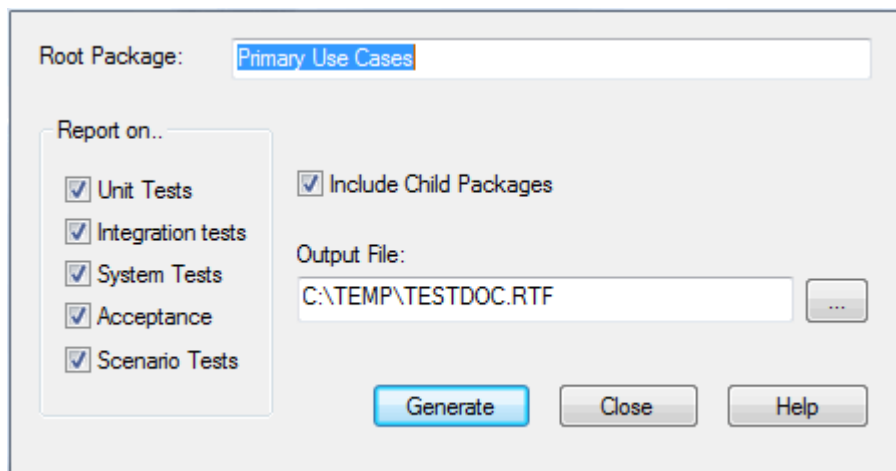 Root Package:
Primary Use Cases
Report on..
Unit Tests
Integration tests
System Tests
Acceptance
Scenario Tests
Include Child Packages
Output File:
C:\TEMP\TESTDOC.RTF
...
Generate
Close
Help